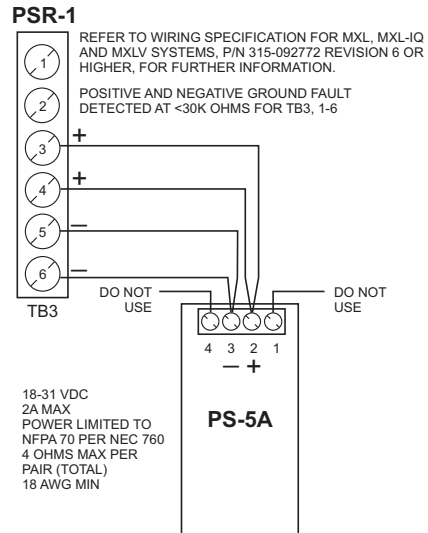 PSR-1
REFER TO WIRING SPECIFICATION FOR MXL, MXL-IQ
AND MXLV SYSTEMS, P/N 315-092772 REVISION 6 OR
HIGHER, FOR FURTHER INFORMATION.
POSITIVE AND NEGATIVE GROUND FAULT
DETECTED AT <30K OHMS FOR TB3, 1-6
1
2
3 +
4 +
5 –
6 –
TB3
DO NOT
USE
DO NOT
USE
4 3 2 1
– +
PS-5A
18-31 VDC
2A MAX
POWER LIMITED TO
NFPA 70 PER NEC 760
4 OHMS MAX PER
PAIR (TOTAL)
18 AWG MIN